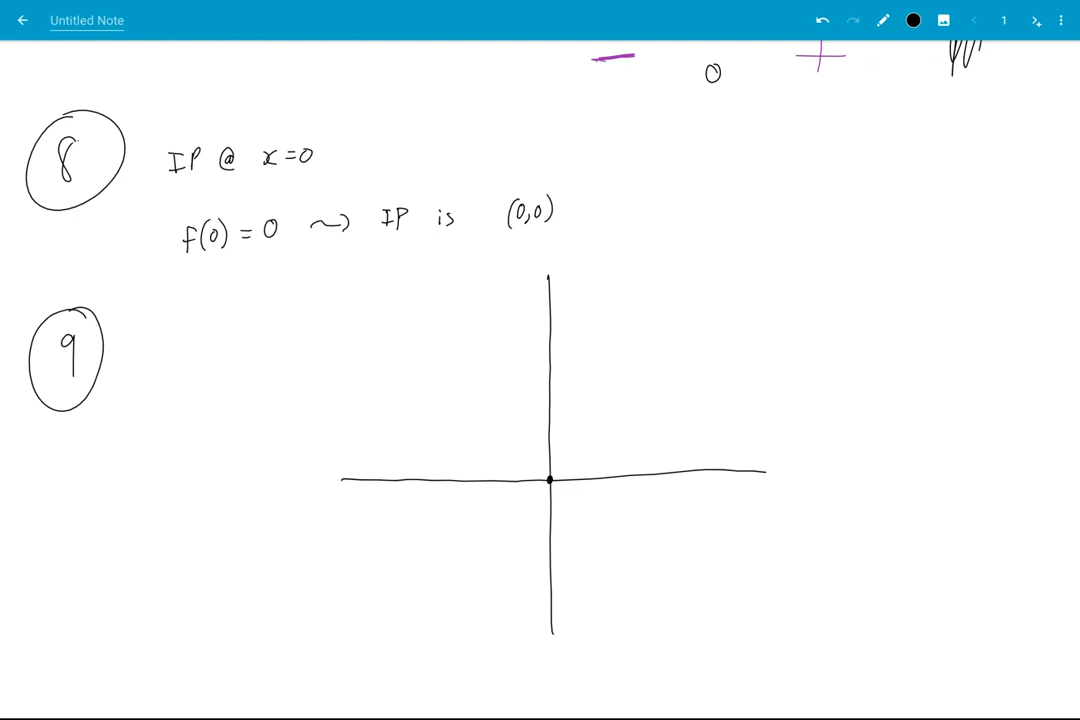 Untitled Note
1
− 0 +
8 IP @ x=0
f(0) = 0 ⇝ IP is (0,0)
9